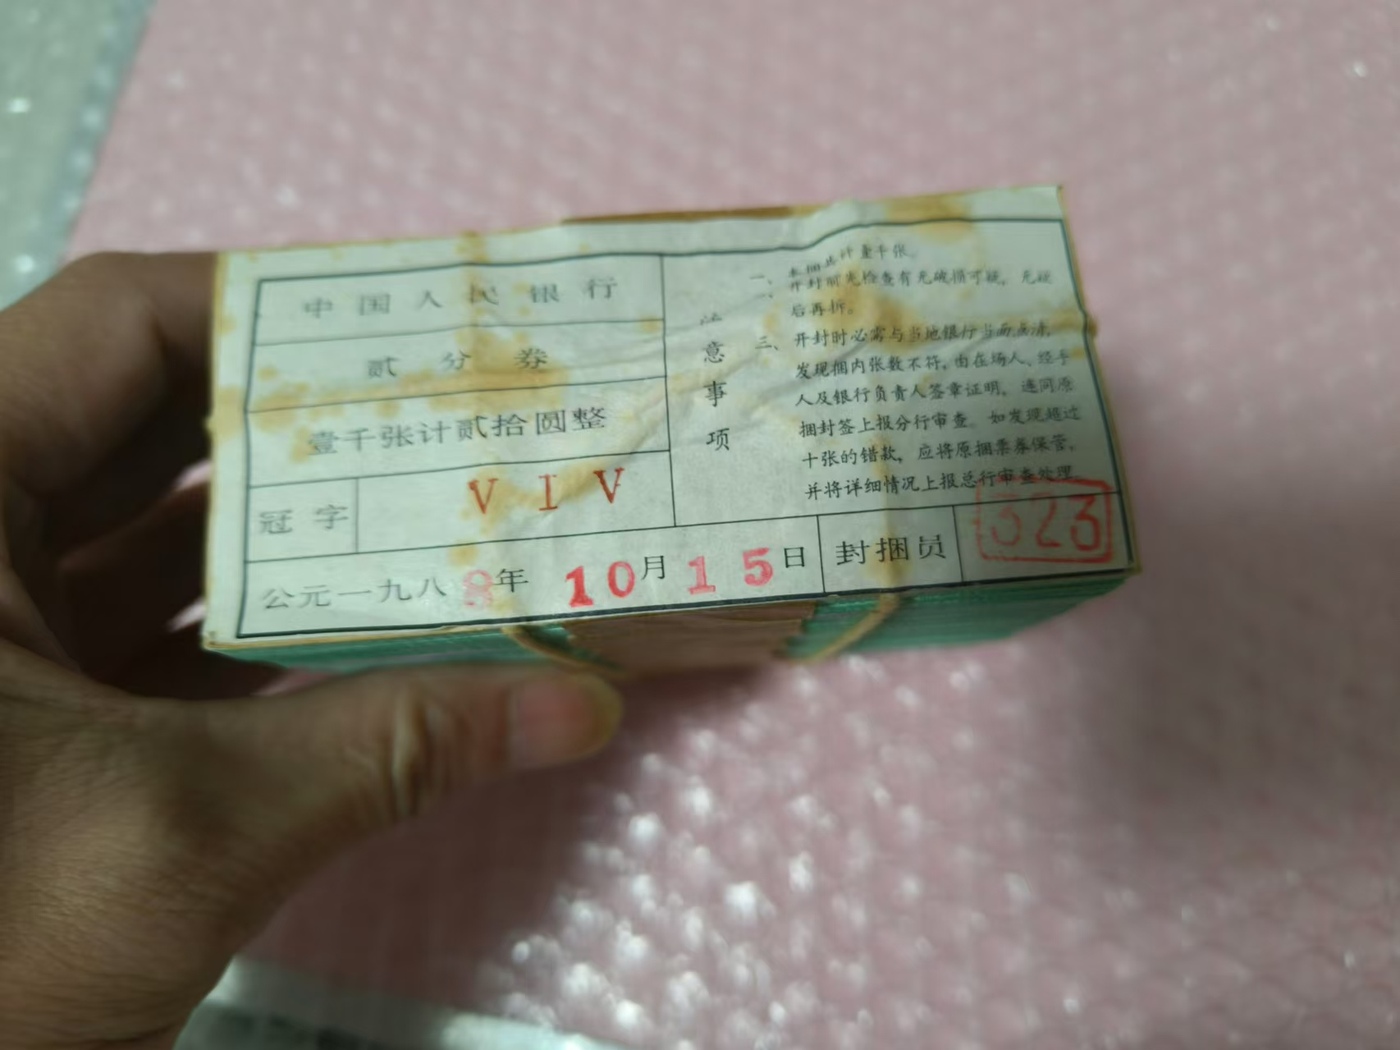 中国人民银行
贰分券
壹千张计贰拾圆整
冠字 VIV
公元一九八8年10月15日
封捆员 323
注意事项
一、本捆共计壹千张。
二、开封前先检查有无破损可疑,无疑
后再拆。
三、开封时必需与当地银行当面点清,
发现捆内张数不符,由在场人、经手
人及银行负责人签章证明,连同原
捆封签上报分行审查。如发现超过
十张的错款,应将原捆票券保管,
并将详细情况上报总行审查处理。